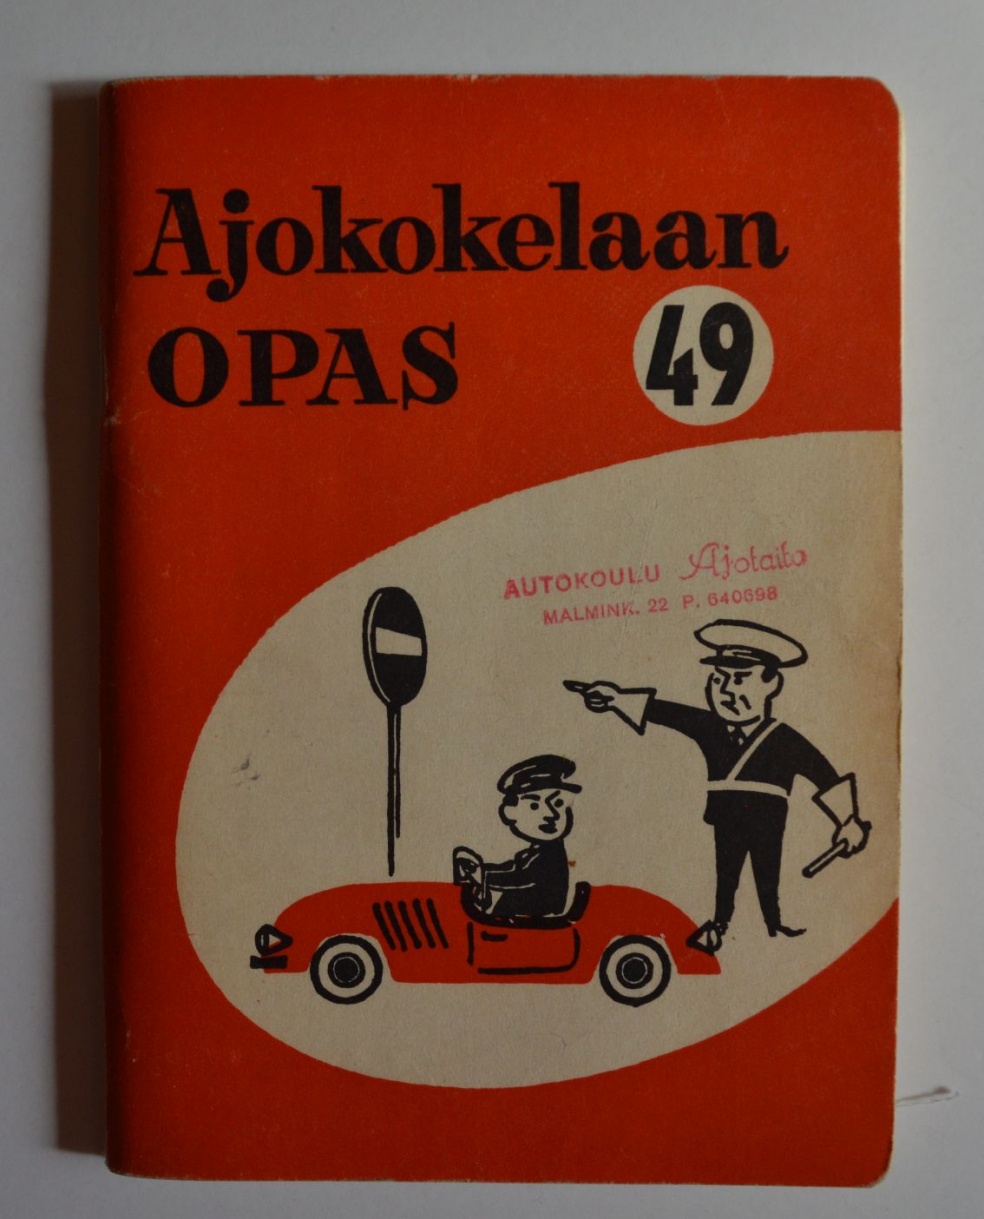 Ajokokelaan
OPAS
49
AUTOKOULU Ajotaito
MALMINK. 22 P. 640698